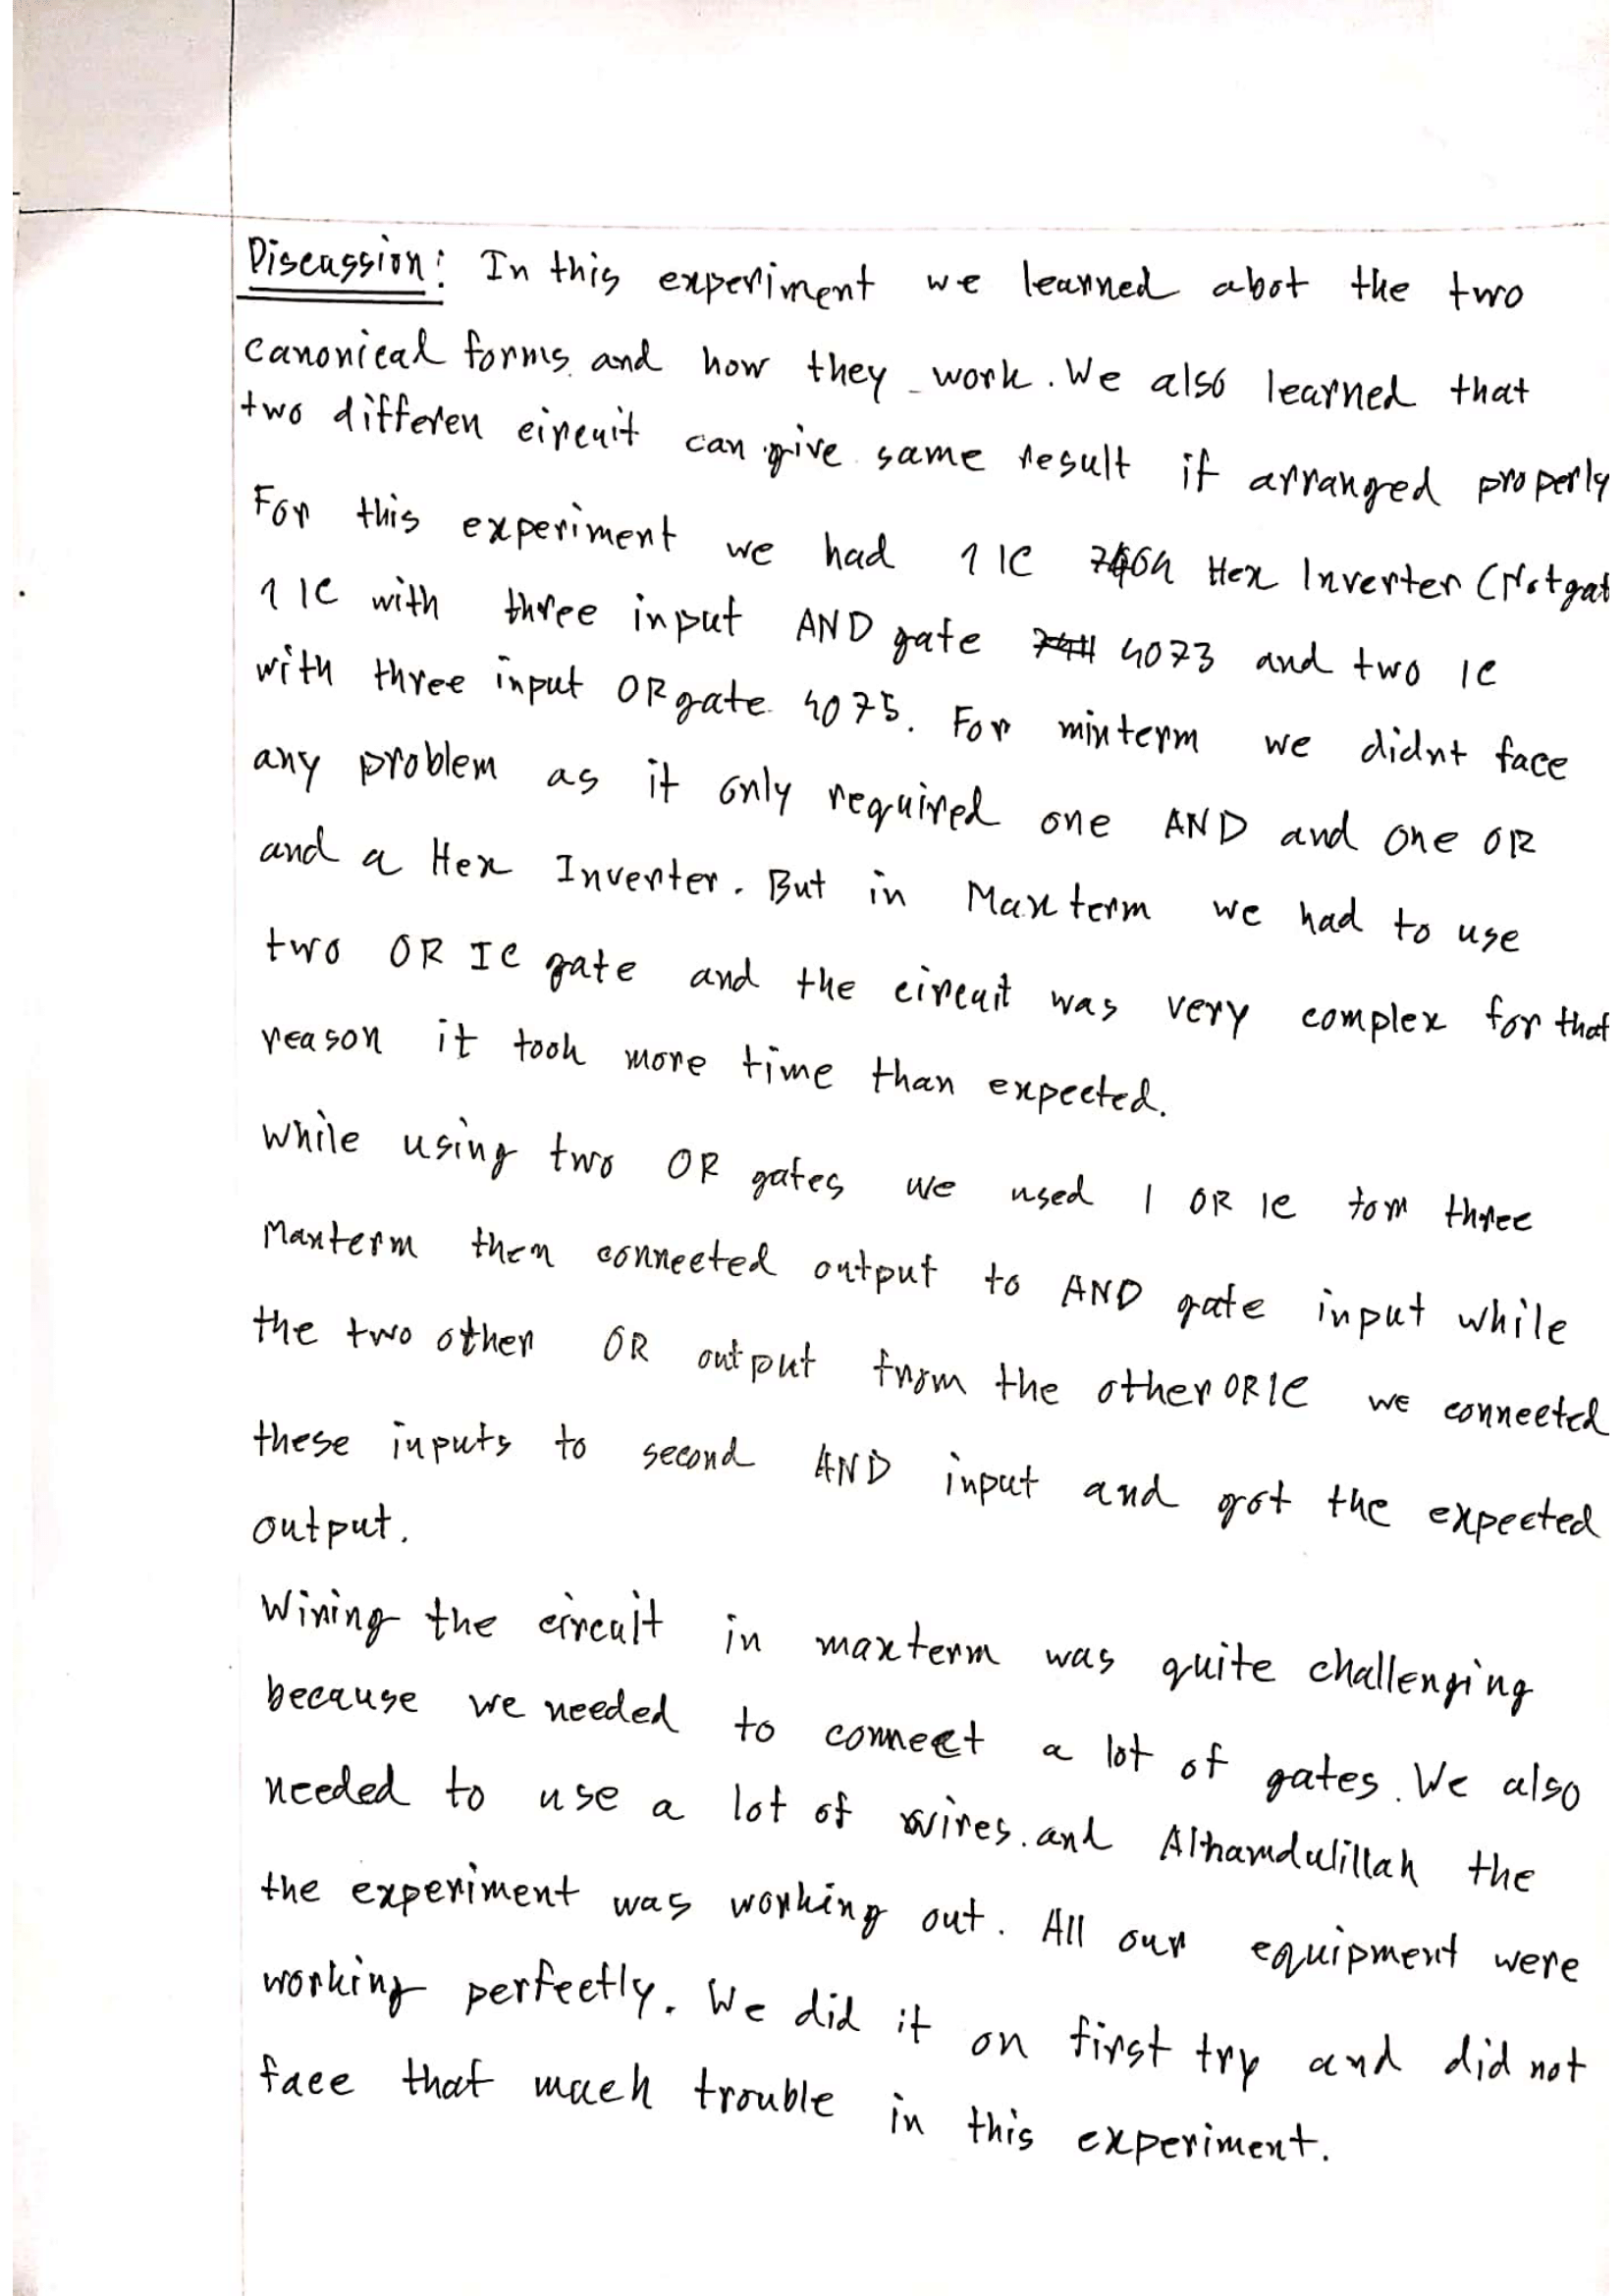 Discussion: In this experiment we learned abot the two
canonical forms and how they work. We also learned that
two differen circuit can give same result if arranged properly
For this experiment we had 1 IC 7404 Hex Inverter (Notgat
1 IC with three input AND gate 4073 and two IC
with three input OR gate 4075. For minterm we didnt face
any problem as it only required one AND and one OR
and a Hex Inverter. But in Maxterm we had to use
two OR IC gate and the circuit was very complex for that
reason it took more time than expected.
While using two OR gates we used 1 OR IC for three
Maxterm then connected output to AND gate input while
the two other OR output from the other OR IC we connected
these inputs to second AND input and got the expected
output.
Wiring the circuit in maxterm was quite challenging
because we needed to connect a lot of gates. We also
needed to use a lot of wires. and Alhamdulillah the
the experiment was working out. All our equipment were
working perfectly. We did it on first try and did not
face that much trouble in this experiment.